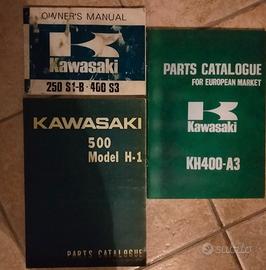 OWNER'S MANUAL
Kawasaki
250 S1-B • 400 S3
KAWASAKI
500
Model H-1
PARTS CATALOGUE
PARTS CATALOGUE
FOR EUROPEAN MARKET
Kawasaki
KH400-A3
subito